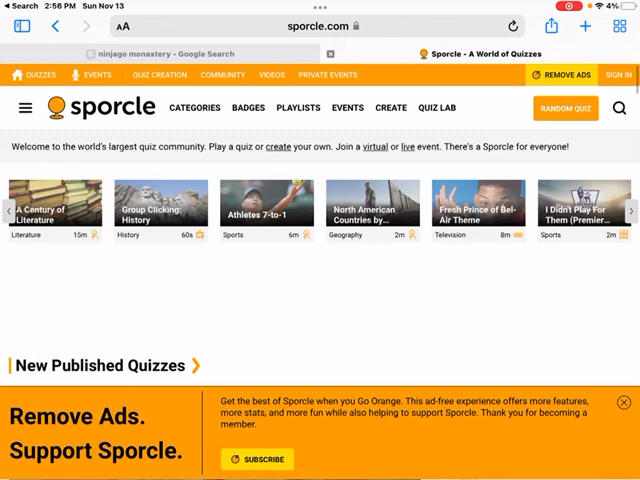 Search 2:56 PM Sun Nov 13 4%
AA sporcle.com
ninjago monastery - Google Search Sporcle - A World of Quizzes
QUIZZES EVENTS QUIZ CREATION COMMUNITY VIDEOS PRIVATE EVENTS REMOVE ADS SIGN IN
sporcle CATEGORIES BADGES PLAYLISTS EVENTS CREATE QUIZ LAB RANDOM QUIZ
Welcome to the world's largest quiz community. Play a quiz or create your own. Join a virtual or live event. There's a Sporcle for everyone!
A Century of Literature
Literature 15m
Group Clicking: History
History 60s
Athletes 7-to-1
Sports 6m
North American Countries by...
Geography 2m
Fresh Prince of Bel-Air Theme
Television 8m
I Didn't Play For Them (Premier...
Sports 2m
New Published Quizzes
Remove Ads.
Support Sporcle.
Get the best of Sporcle when you Go Orange. This ad-free experience offers more features,
more stats, and more fun while also helping to support Sporcle. Thank you for becoming a
member.
SUBSCRIBE